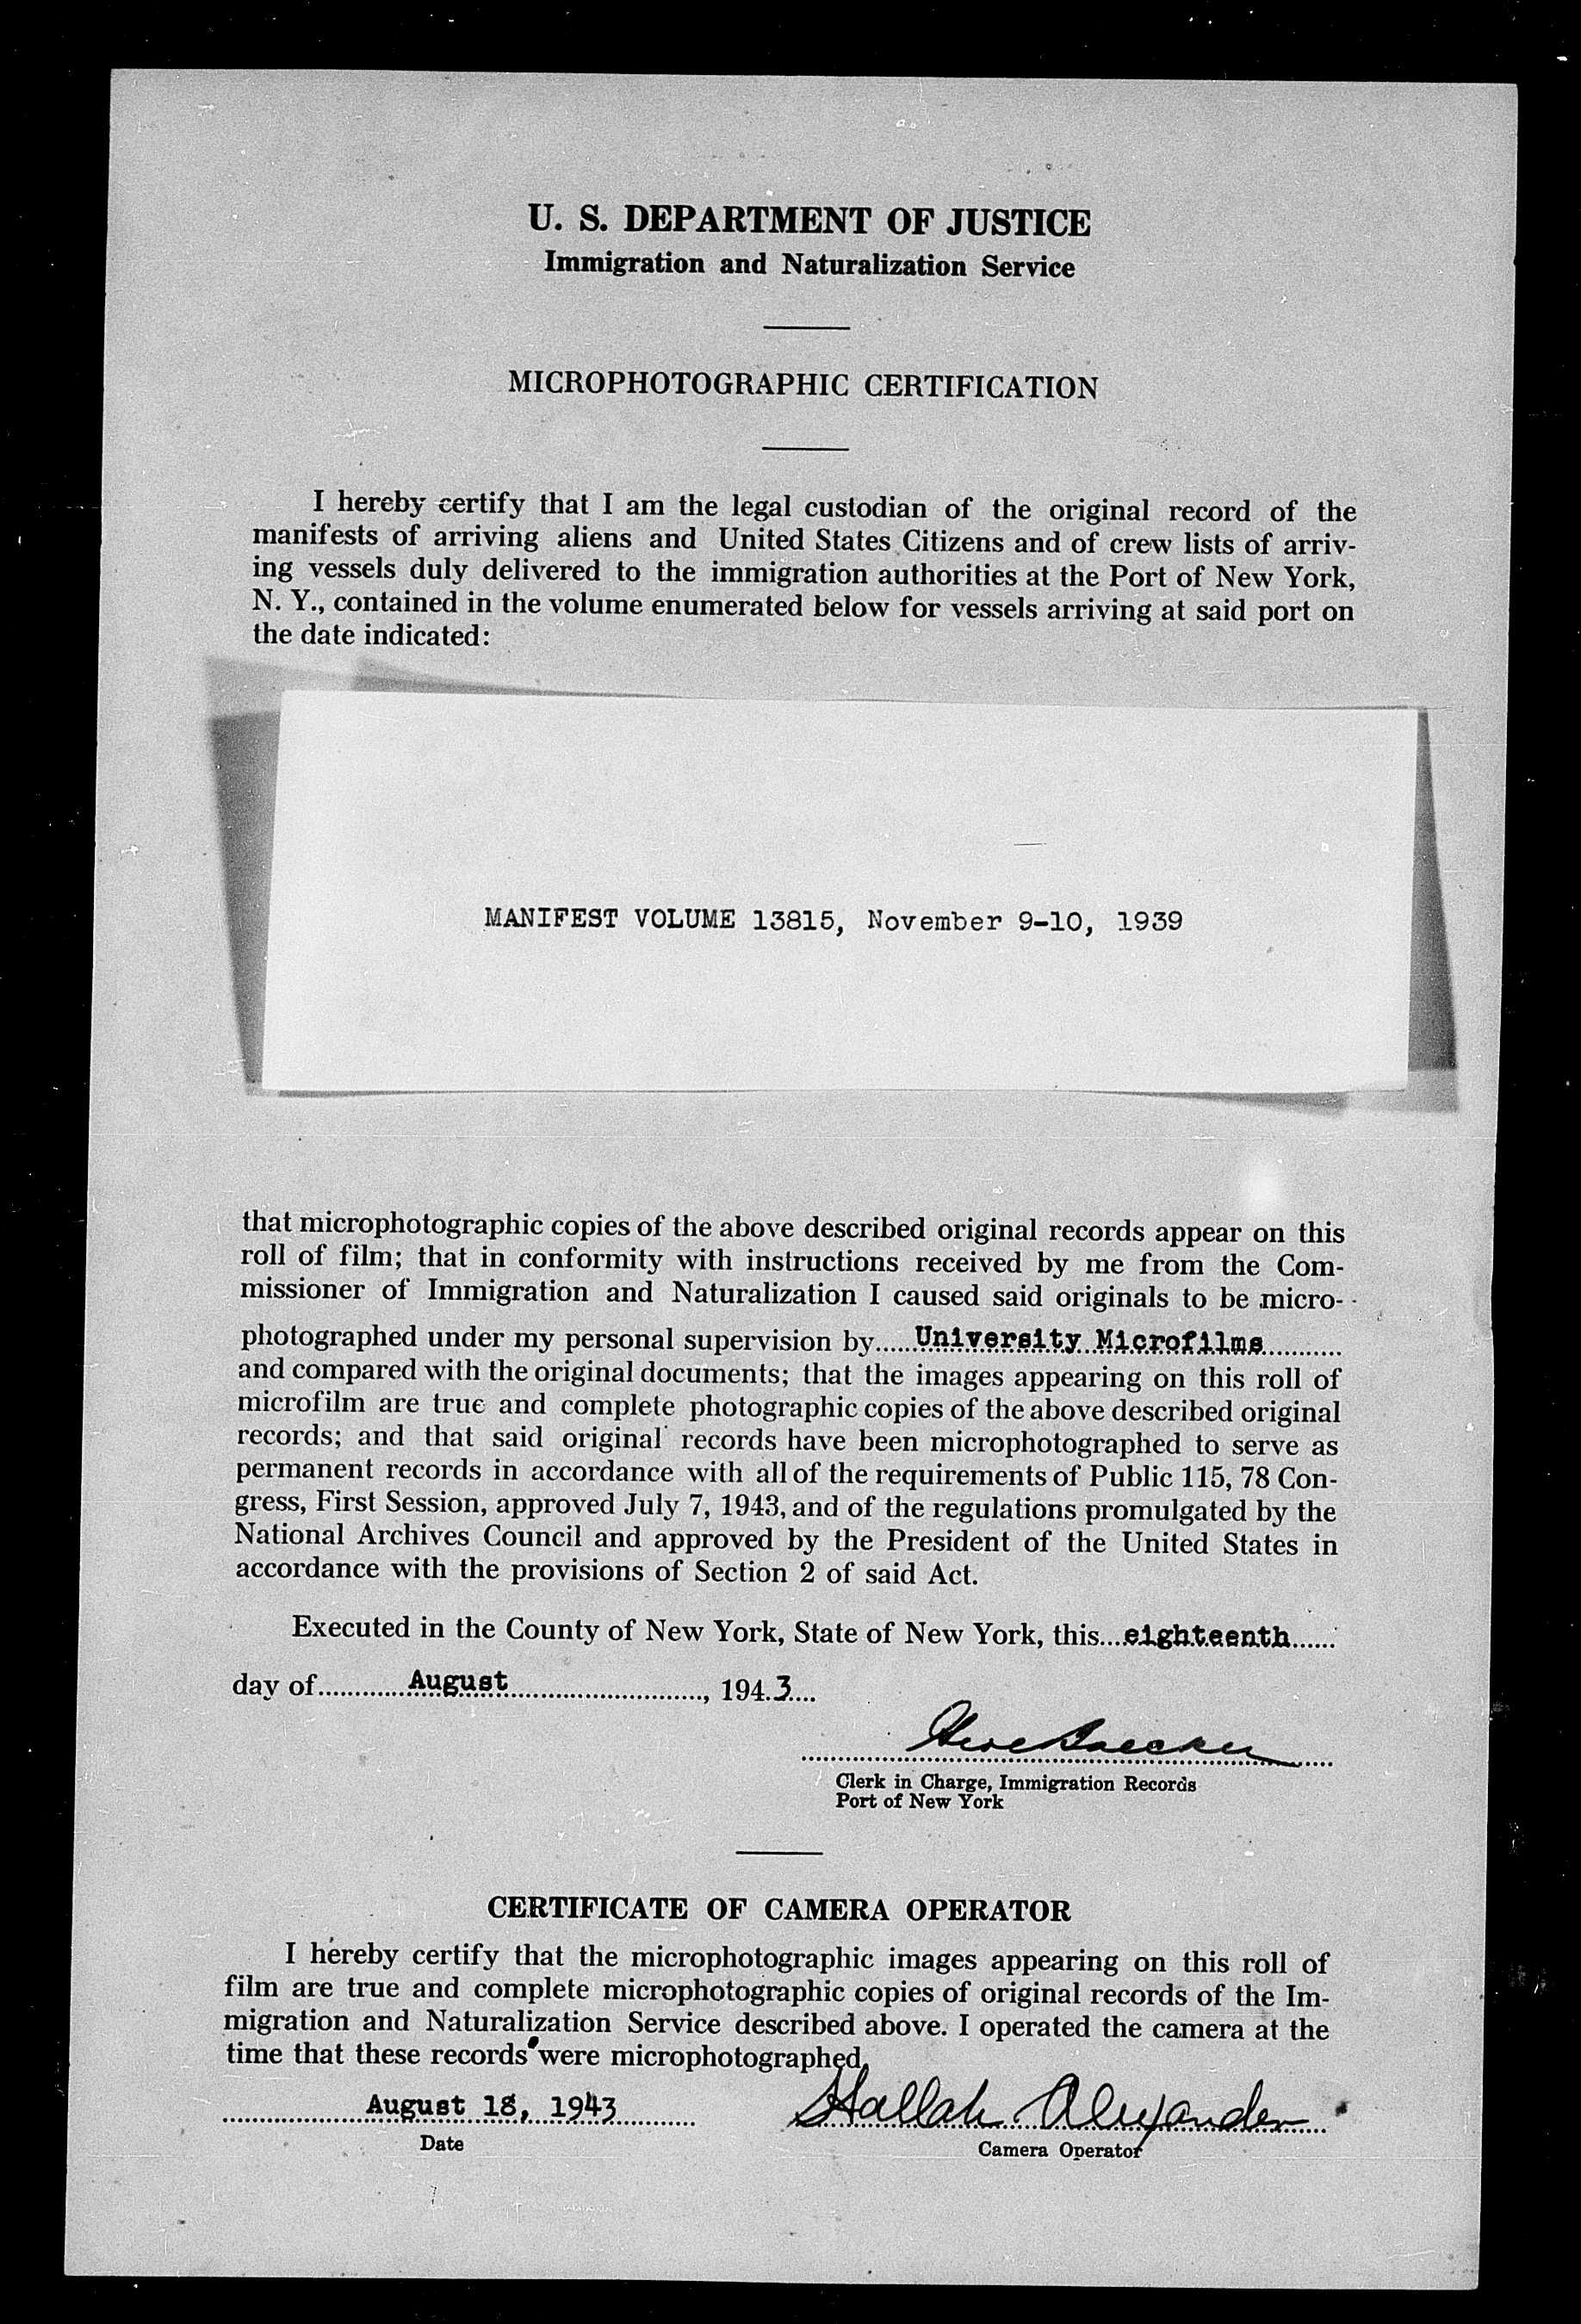 U. S. DEPARTMENT OF JUSTICE
Immigration and Naturalization Service
MICROPHOTOGRAPHIC CERTIFICATION
I hereby certify that I am the legal custodian of the original record of the
manifests of arriving aliens and United States Citizens and of crew lists of arriv-
ing vessels duly delivered to the immigration authorities at the Port of New York,
N. Y., contained in the volume enumerated below for vessels arriving at said port on
the date indicated:
MANIFEST VOLUME 13815, November 9-10, 1939
that microphotographic copies of the above described original records appear on this
roll of film; that in conformity with instructions received by me from the Com-
missioner of Immigration and Naturalization I caused said originals to be micro-
photographed under my personal supervision by.....University Microfilms...........
and compared with the original documents; that the images appearing on this roll of
microfilm are true and complete photographic copies of the above described original
records; and that said original records have been microphotographed to serve as
permanent records in accordance with all of the requirements of Public 115, 78 Con-
gress, First Session, approved July 7, 1943, and of the regulations promulgated by the
National Archives Council and approved by the President of the United States in
accordance with the provisions of Section 2 of said Act.
Executed in the County of New York, State of New York, this...eighteenth......
day of............August.........................., 194.3....
Clerk in Charge, Immigration Records
Port of New York
CERTIFICATE OF CAMERA OPERATOR
I hereby certify that the microphotographic images appearing on this roll of
film are true and complete microphotographic copies of original records of the Im-
migration and Naturalization Service described above. I operated the camera at the
time that these records were microphotographed.
August 18, 1943 Hallah Alexander
Date Camera Operator